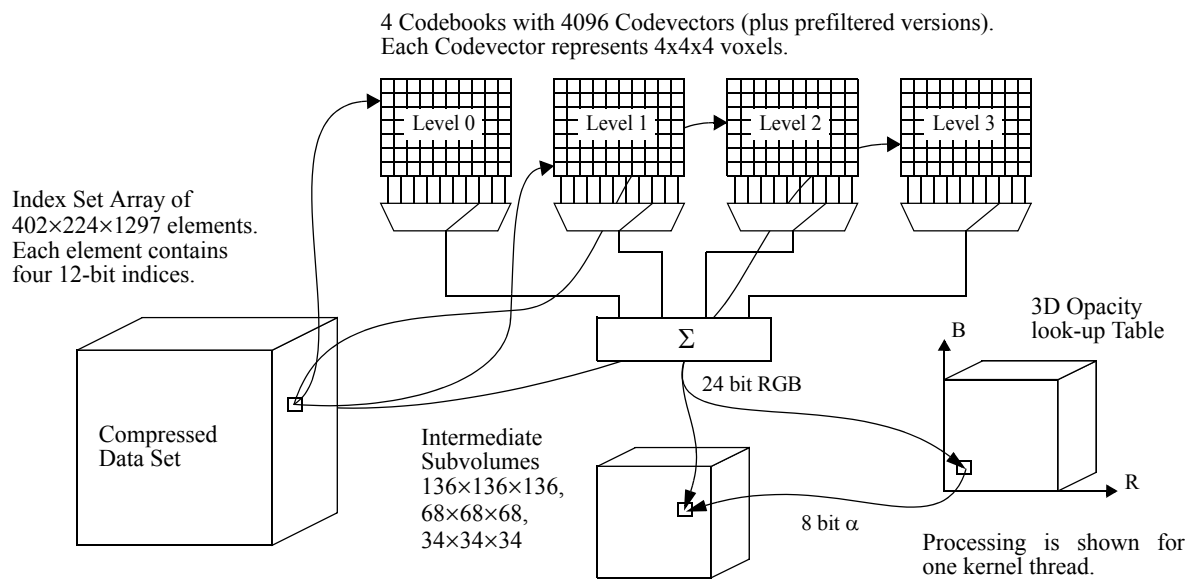 4 Codebooks with 4096 Codevectors (plus prefiltered versions).
Each Codevector represents 4x4x4 voxels.
Level 0
Level 1
Level 2
Level 3
Index Set Array of
402×224×1297 elements.
Each element contains
four 12-bit indices.
3D Opacity
look-up Table
B
Σ
24 bit RGB
Compressed
Data Set
Intermediate
Subvolumes
136×136×136,
68×68×68,
34×34×34
R
8 bit α
Processing is shown for
one kernel thread.